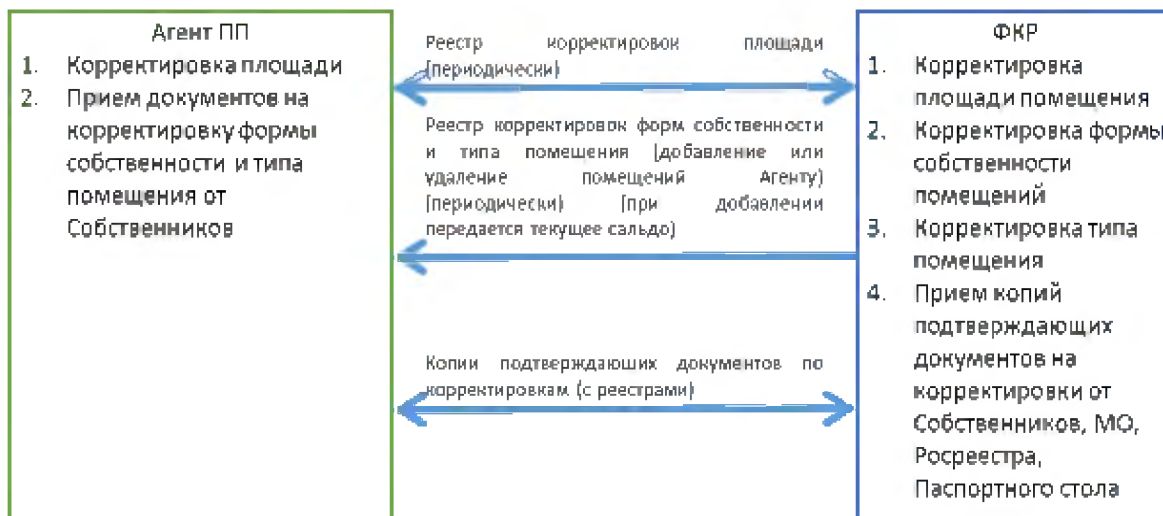 Агент ПП
1. Корректировка площади
2. Прием документов на
корректировку формы
собственности и типа
помещения от
Собственников
Реестр корректировок площади
(периодически)
Реестр корректировок форм собственности
и типа помещения (добавление или
удаление помещений Агенту)
(периодически) (при добавлении
передается текущее сальдо)
Копии подтверждающих документов по
корректировкам (с реестрами)
ФКР
1. Корректировка
площади помещения
2. Корректировка формы
собственности
помещений
3. Корректировка типа
помещения
4. Прием копий
подтверждающих
документов на
корректировки от
Собственников, МО,
Росреестра,
Паспортного стола